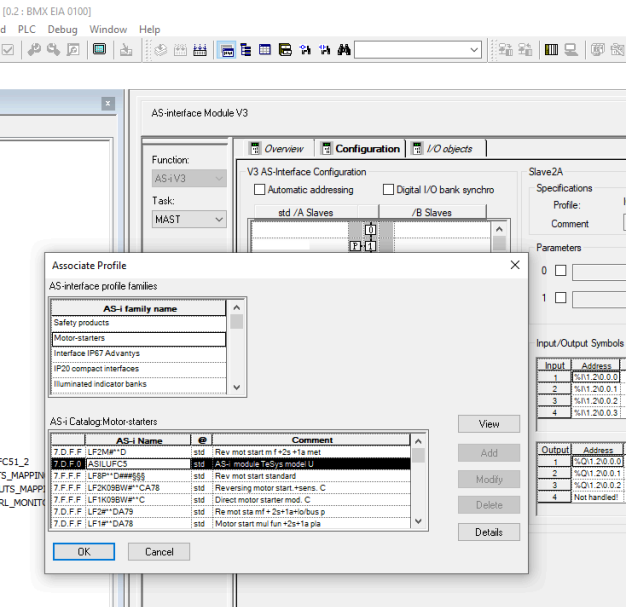 [0.2 : BMX EIA 0100]
d PLC Debug Window Help
AS-interface Module V3
Overview Configuration I/O objects
Function:
AS-i V3
Task:
MAST
V3 AS-Interface Configuration
Automatic addressing Digital I/O bank synchro
std /A Slaves /B Slaves
0
P 1
Slave2A
Specifications
Profile:
Comment
Parameters
0
1
Input/Output Symbols
Input Address
1 %I\1.2\0.0.0
2 %I\1.2\0.0.1
3 %I\1.2\0.0.2
4 %I\1.2\0.0.3
Output Address
1 %Q\1.2\0.0.0
2 %Q\1.2\0.0.1
3 %Q\1.2\0.0.2
4 Not handled!
FC51_2
TS_MAPPIN
UTS_MAPP
RL_MONIT
Associate Profile
AS-interface profile families
AS-i family name
Safety products
Motor-starters
Interface IP67 Advantys
IP20 compact interfaces
Illuminated indicator banks
AS-i Catalog:Motor-starters
AS-i Name @ Comment
7.D.F.F LF2M#**D std Rev mot start m f +2s +1a met
7.D.F.0 ASILUFC5 std AS-i module TeSys model U
7.F.F.F LF8P**D###§§§ std Rev mot start standard
7.F.F.F LF2K09BW#**CA78 std Reversing motor start.+sens. C
7.F.F.F LF1K09BW#**C std Direct motor starter mod. C
7.D.F.F LF2#**DA79 std Re mot sta mf + 2s+1a+lo/bus p
7.D.F.F LF1#**DA78 std Motor start mul fun +2s+1a pla
View
Add
Modify
Delete
Details
OK Cancel